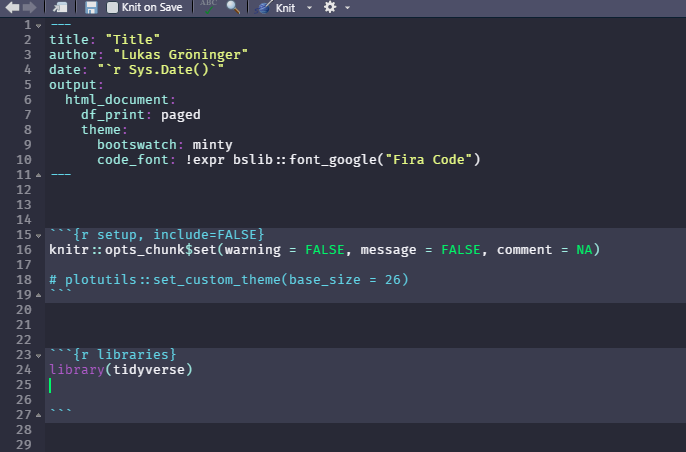 Knit on Save ABC Knit
1 ---
2 title: "Title"
3 author: "Lukas Gröninger"
4 date: "`r Sys.Date()`"
5 output:
6   html_document:
7     df_print: paged
8     theme:
9       bootswatch: minty
10       code_font: !expr bslib::font_google("Fira Code")
11 ---
12
13
14
15 ```{r setup, include=FALSE}
16 knitr::opts_chunk$set(warning = FALSE, message = FALSE, comment = NA)
17
18 # plotutils::set_custom_theme(base_size = 26)
19 ```
20
21
22
23 ```{r libraries}
24 library(tidyverse)
25
26
27 ```
28
29